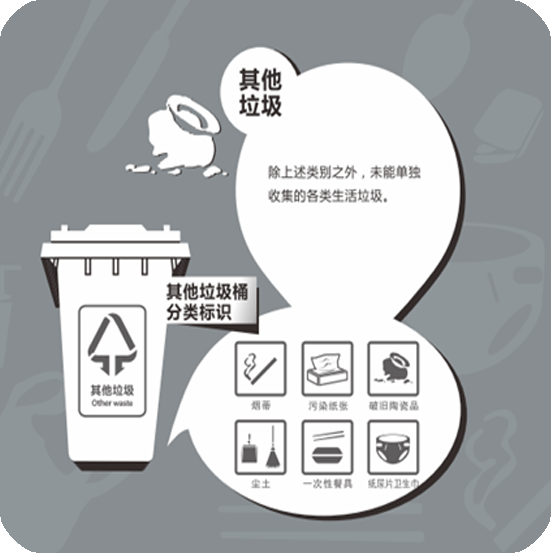 其他
垃圾
除上述类别之外，未能单独
收集的各类生活垃圾。
其他垃圾桶
分类标识
其他垃圾
Other waste
烟蒂
污染纸张
破旧陶瓷品
尘土
一次性餐具
纸尿片卫生巾